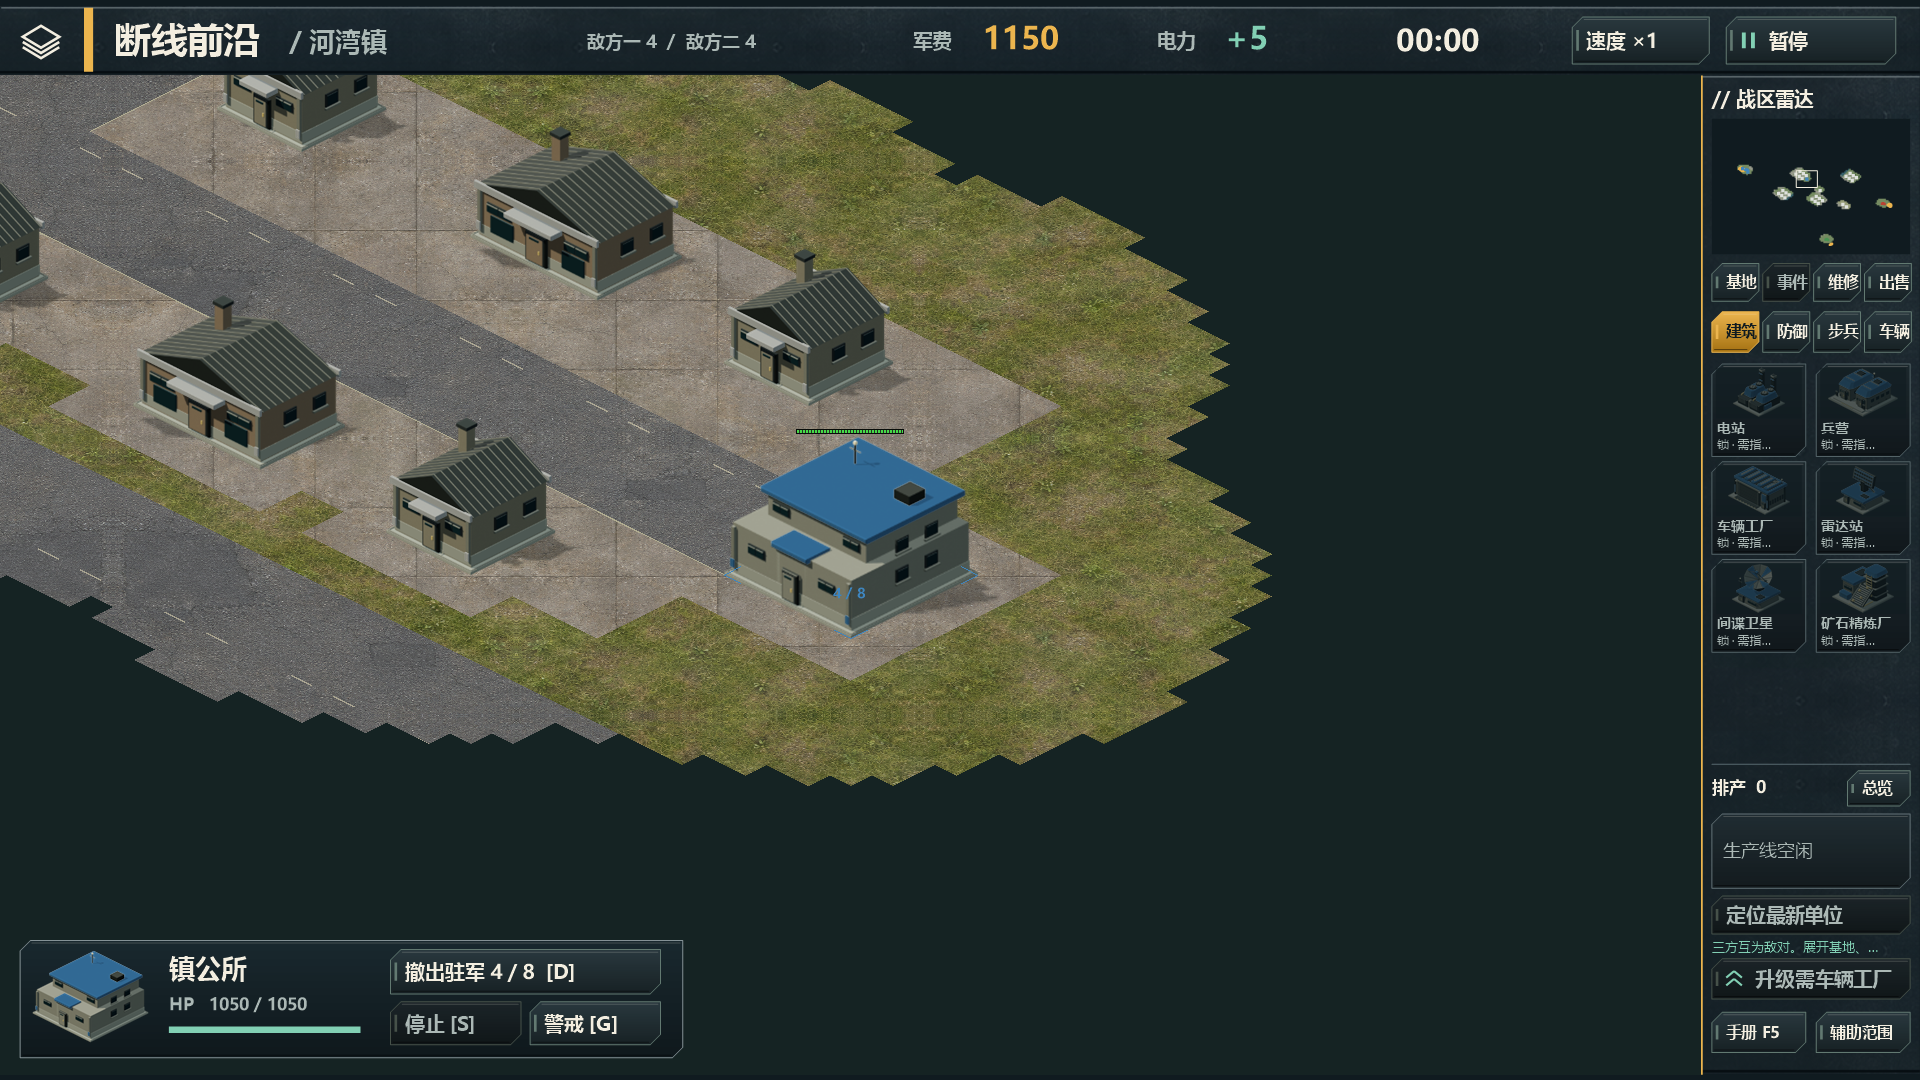 断线前沿 / 河湾镇
敌方一 4 / 敌方二 4
军费 1150
电力 +5
00:00
速度 ×1
暂停
// 战区雷达
基地 事件 维修 出售
建筑 防御 步兵 车辆
电站
锁·需指...
兵营
锁·需指...
车辆工厂
锁·需指...
雷达站
锁·需指...
间谍卫星
锁·需指...
矿石精炼厂
锁·需指...
/ 8
排产 0
总览
生产线空闲
定位最新单位
三方互为敌对。展开基地、...
升级需车辆工厂
手册 F5
辅助范围
镇公所
HP 1050 / 1050
撤出驻军 4 / 8 [D]
停止 [S]
警戒 [G]